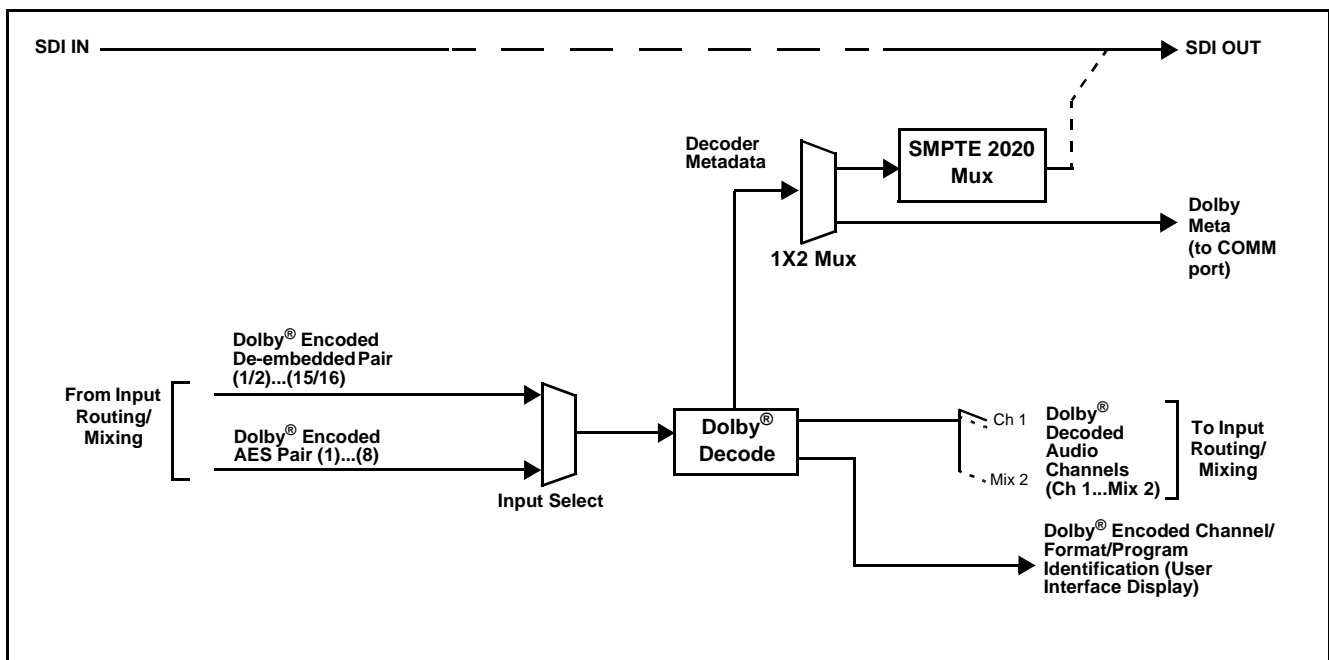 SDI IN
SDI OUT
Decoder
Metadata
SMPTE 2020
Mux
1X2 Mux
Dolby
Meta
(to COMM
port)
Dolby® Encoded
De-embedded Pair
(1/2)...(15/16)
From Input
Routing/
Mixing
Dolby® Encoded
AES Pair (1)...(8)
Input Select
Dolby®
Decode
Ch 1
Mix 2
Dolby®
Decoded
Audio
Channels
(Ch 1...Mix 2)
To Input
Routing/
Mixing
Dolby® Encoded Channel/
Format/Program
Identification (User
Interface Display)